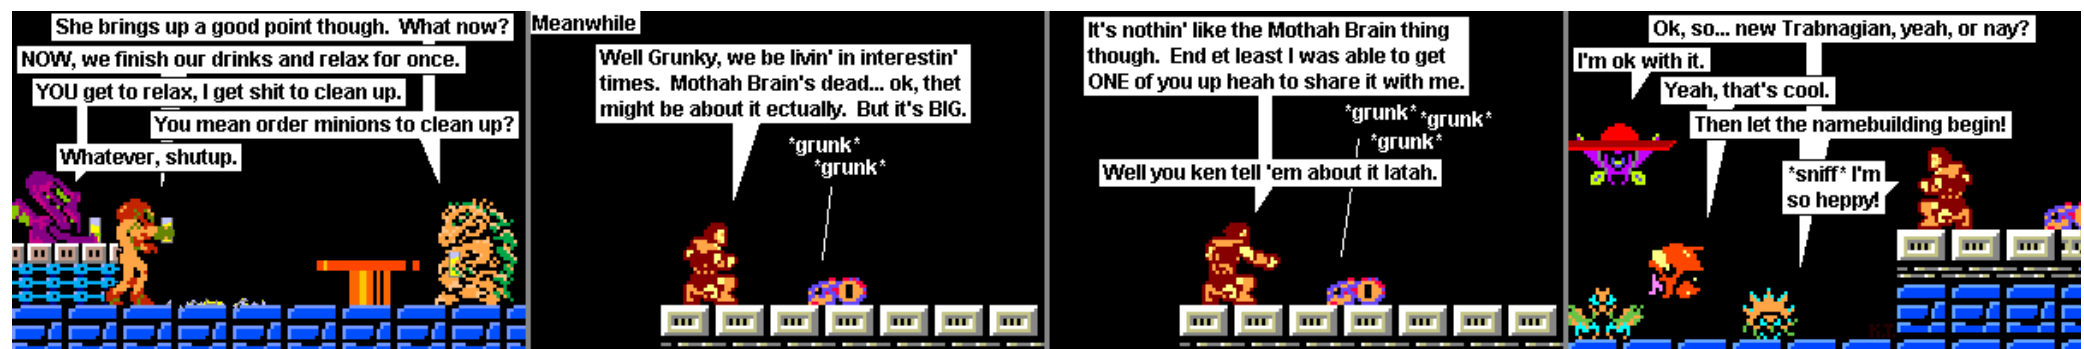 She brings up a good point though. What now?
NOW, we finish our drinks and relax for once.
YOU get to relax, I get shit to clean up.
You mean order minions to clean up?
Whatever, shutup.
Meanwhile
Well Grunky, we be livin' in interestin'
times. Mothah Brain's dead... ok, thet
might be about it ectually. But it's BIG.
*grunk*
*grunk*
It's nothin' like the Mothah Brain thing
though. End et least I was able to get
ONE of you up heah to share it with me.
*grunk* *grunk*
*grunk*
Well you ken tell 'em about it latah.
Ok, so... new Trabnagian, yeah, or nay?
I'm ok with it.
Yeah, that's cool.
Then let the namebuilding begin!
*sniff* I'm
so heppy!